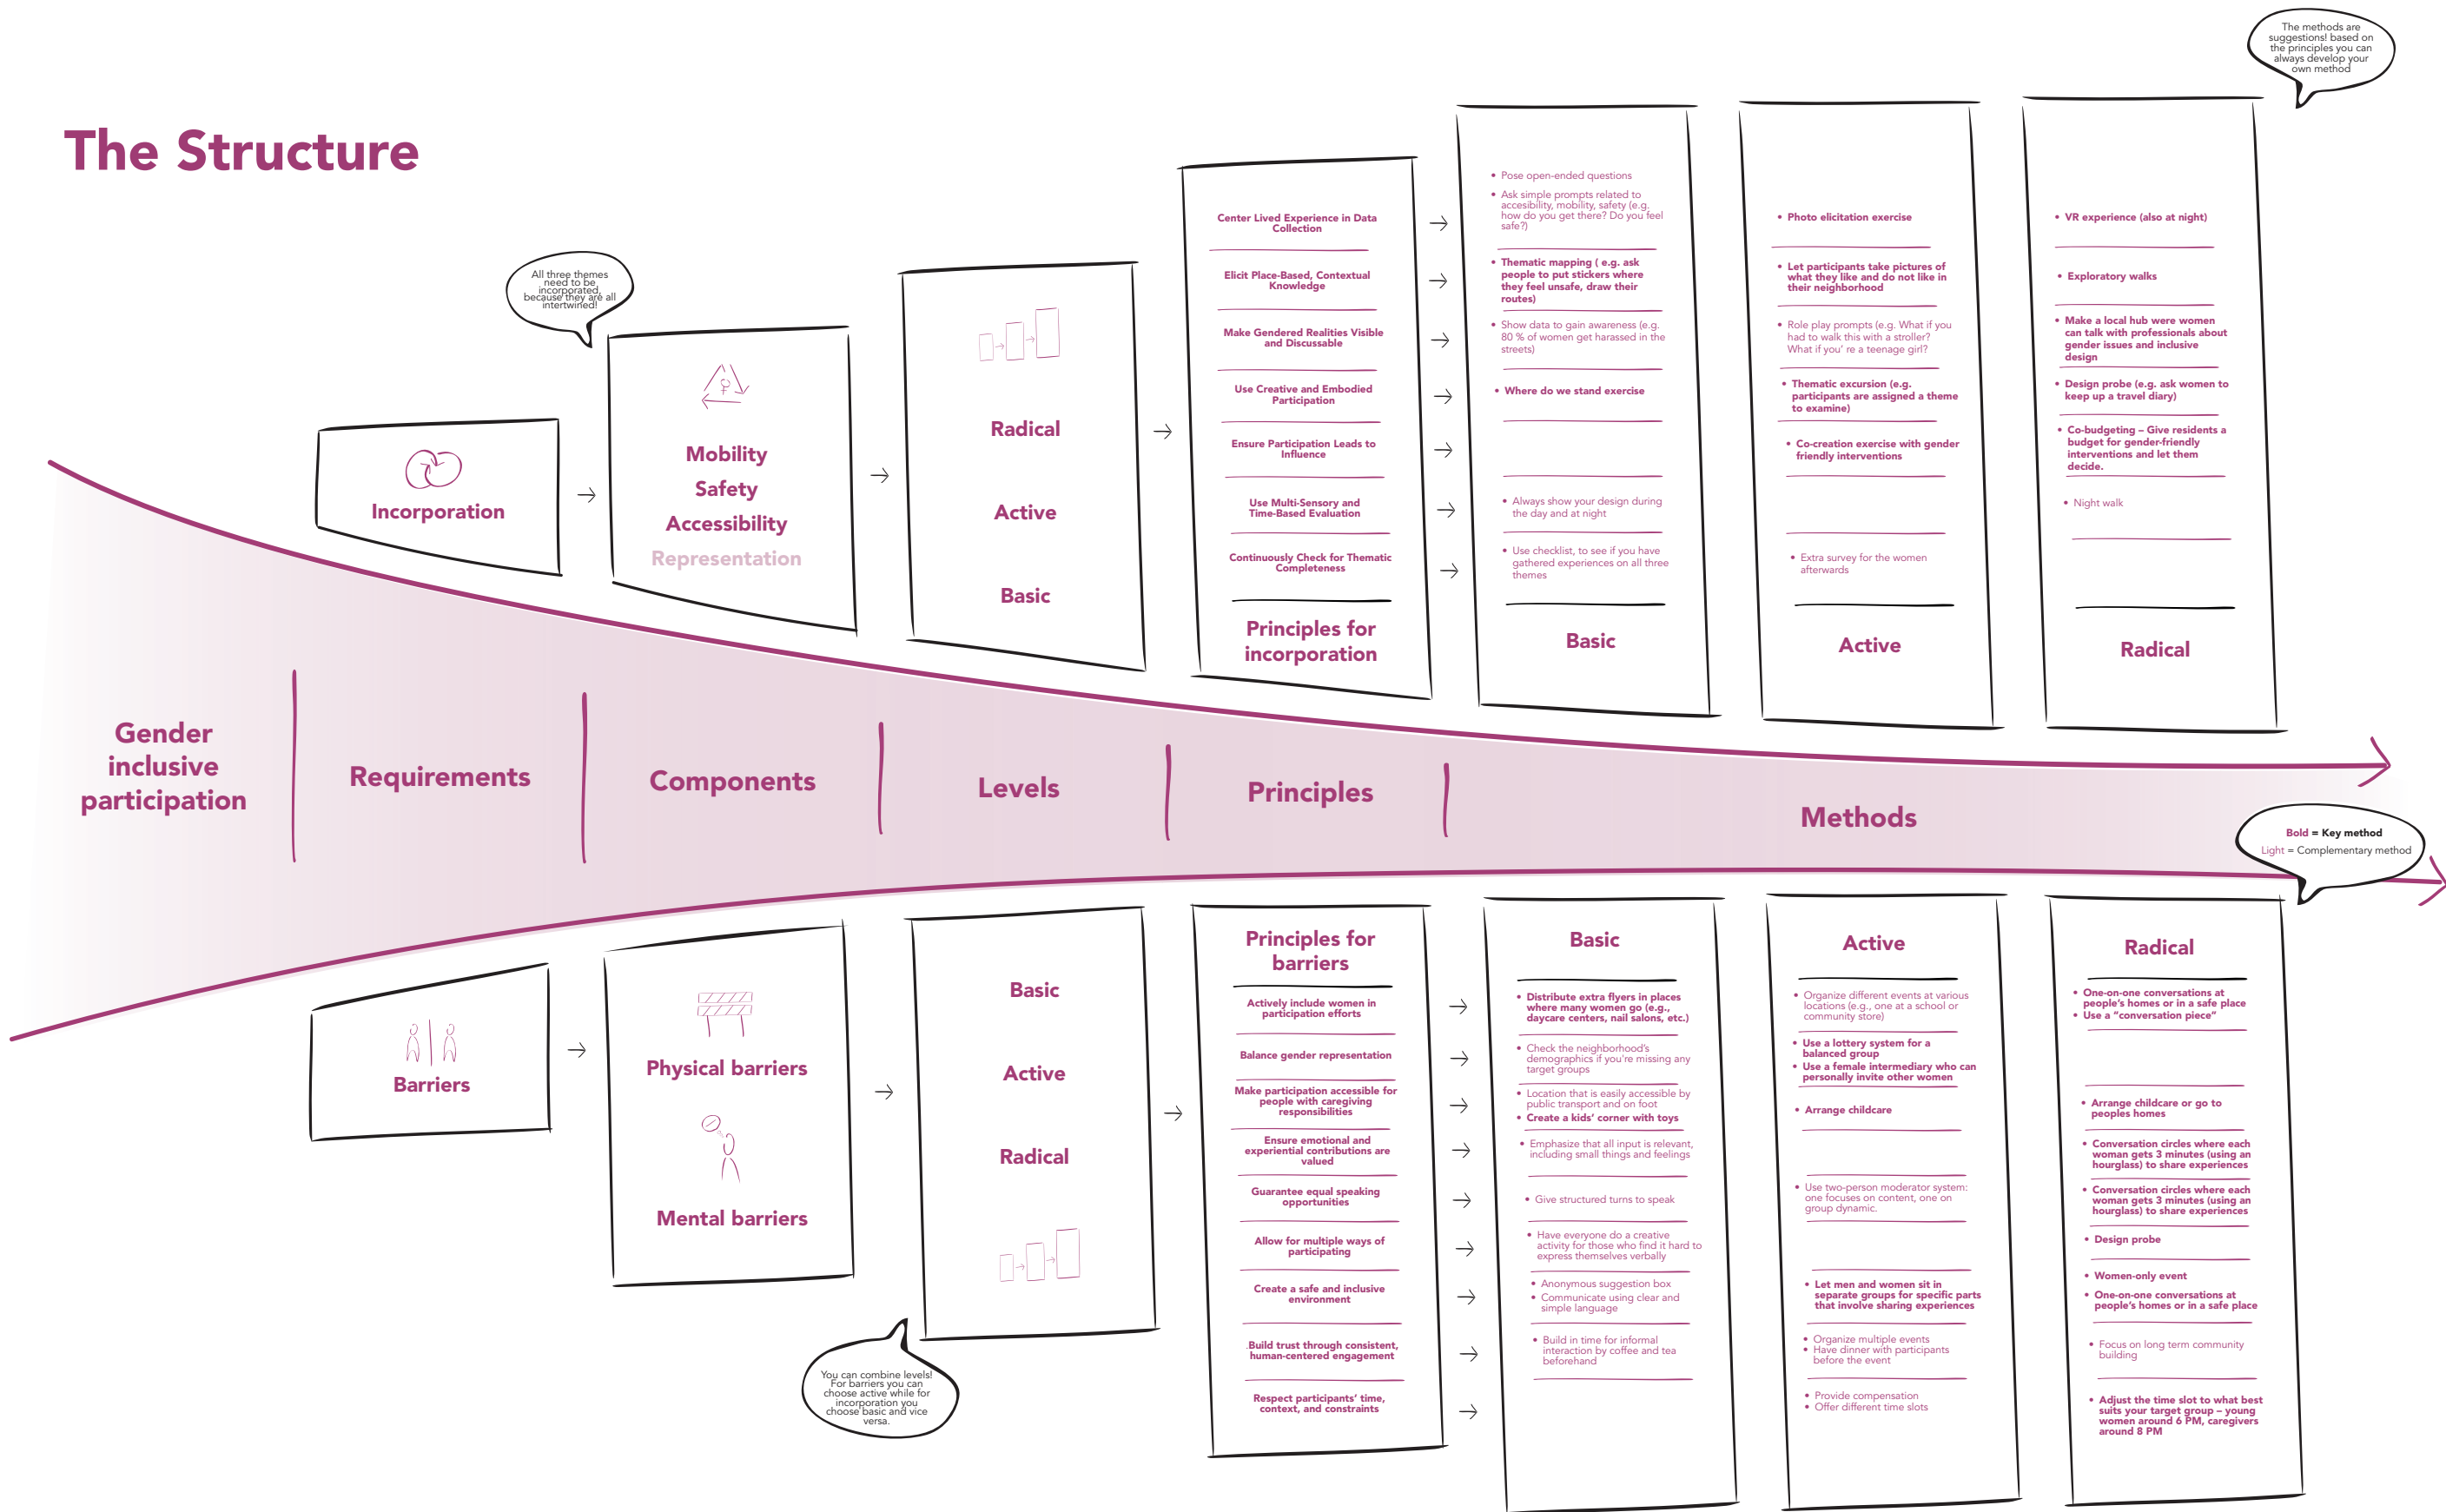 The Structure
The methods are
suggestions! based on
the principles you can
always develop your
own method
All three themes
need to be
incorporated,
because they are all
intertwined!
Incorporation
Mobility
Safety
Accessibility
Representation
Radical
Active
Basic
Center Lived Experience in Data
Collection
Elicit Place-Based, Contextual
Knowledge
Make Gendered Realities Visible
and Discussable
Use Creative and Embodied
Participation
Ensure Participation Leads to
Influence
Use Multi-Sensory and
Time-Based Evaluation
Continuously Check for Thematic
Completeness
Principles for
incorporation
• Pose open-ended questions
• Ask simple prompts related to
accesibility, mobility, safety (e.g.
how do you get there? Do you feel
safe?)
• Thematic mapping ( e.g. ask
people to put stickers where
they feel unsafe, draw their
routes)
• Show data to gain awareness (e.g.
80 % of women get harassed in the
streets)
• Where do we stand exercise
• Always show your design during
the day and at night
• Use checklist, to see if you have
gathered experiences on all three
themes
Basic
• Photo elicitation exercise
• Let participants take pictures of
what they like and do not like in
their neighborhood
• Role play prompts (e.g. What if you
had to walk this with a stroller?
What if you' re a teenage girl?
• Thematic excursion (e.g.
participants are assigned a theme
to examine)
• Co-creation exercise with gender
friendly interventions
• Extra survey for the women
afterwards
Active
• VR experience (also at night)
• Exploratory walks
• Make a local hub were women
can talk with professionals about
gender issues and inclusive
design
• Design probe (e.g. ask women to
keep up a travel diary)
• Co-budgeting – Give residents a
budget for gender-friendly
interventions and let them
decide.
• Night walk
Radical
Gender
inclusive
participation
Requirements
Components
Levels
Principles
Methods
Bold = Key method
Light = Complementary method
Barriers
Physical barriers
Mental barriers
Basic
Active
Radical
You can combine levels!
For barriers you can
choose active while for
incorporation you
choose basic and vice
versa.
Principles for
barriers
Actively include women in
participation efforts
Balance gender representation
Make participation accessible for
people with caregiving
responsibilities
Ensure emotional and
experiential contributions are
valued
Guarantee equal speaking
opportunities
Allow for multiple ways of
participating
Create a safe and inclusive
environment
.Build trust through consistent,
human-centered engagement
Respect participants' time,
context, and constraints
Basic
• Distribute extra flyers in places
where many women go (e.g.,
daycare centers, nail salons, etc.)
• Check the neighborhood's
demographics if you're missing any
target groups
• Location that is easily accessible by
public transport and on foot
• Create a kids' corner with toys
• Emphasize that all input is relevant,
including small things and feelings
• Give structured turns to speak
• Have everyone do a creative
activity for those who find it hard to
express themselves verbally
• Anonymous suggestion box
• Communicate using clear and
simple language
• Build in time for informal
interaction by coffee and tea
beforehand
Active
• Organize different events at various
locations (e.g., one at a school or
community store)
• Use a lottery system for a
balanced group
• Use a female intermediary who can
personally invite other women
• Arrange childcare
• Use two-person moderator system:
one focuses on content, one on
group dynamic.
• Let men and women sit in
separate groups for specific parts
that involve sharing experiences
• Organize multiple events
• Have dinner with participants
before the event
• Provide compensation
• Offer different time slots
Radical
• One-on-one conversations at
people's homes or in a safe place
• Use a "conversation piece"
• Arrange childcare or go to
peoples homes
• Conversation circles where each
woman gets 3 minutes (using an
hourglass) to share experiences
• Conversation circles where each
woman gets 3 minutes (using an
hourglass) to share experiences
• Design probe
• Women-only event
• One-on-one conversations at
people's homes or in a safe place
• Focus on long term community
building
• Adjust the time slot to what best
suits your target group – young
women around 6 PM, caregivers
around 8 PM